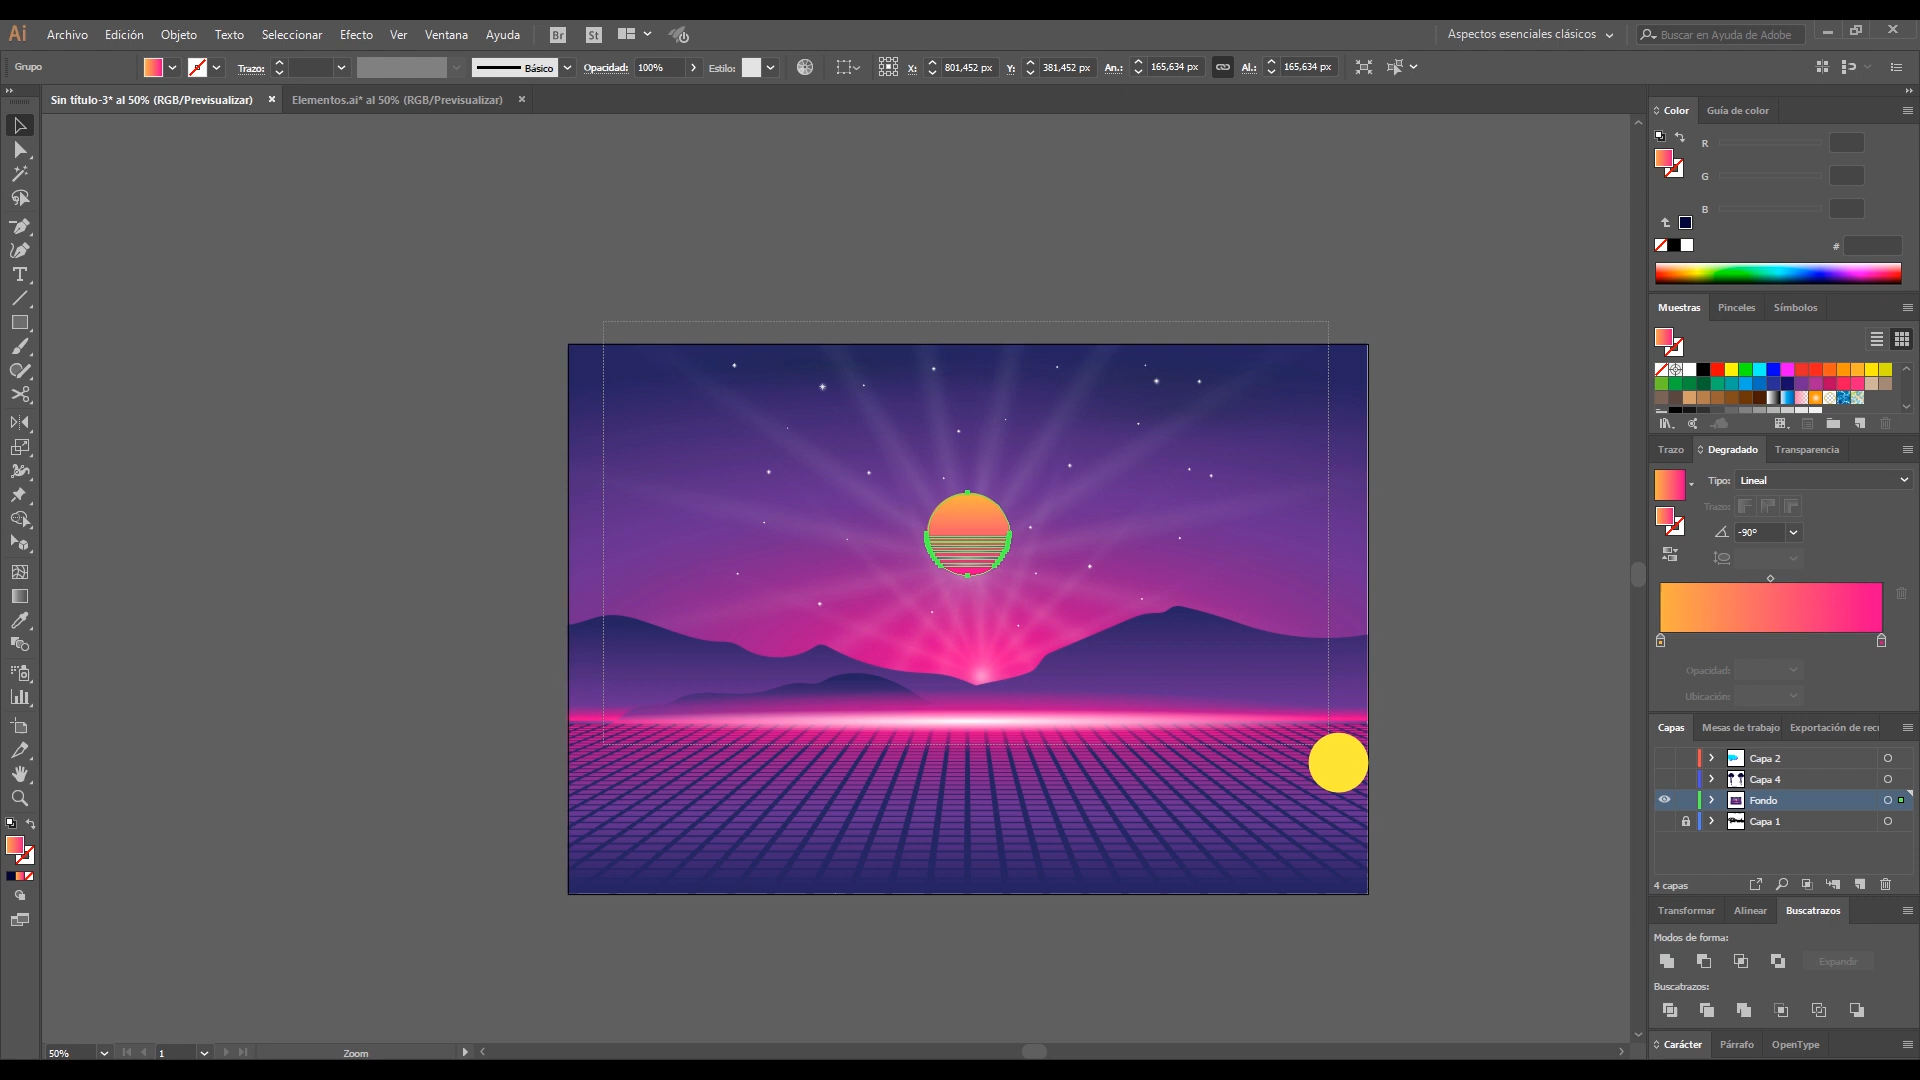 Ai Archivo Edición Objeto Texto Seleccionar Efecto Ver Ventana Ayuda Br St Aspectos esenciales clásicos Buscar en Ayuda de Adobe
Grupo Trazo: Básico Opacidad: 100% Estilo: X: 801,452 px Y: 381,452 px An.: 165,634 px Al.: 165,634 px
Sin título-3* al 50% (RGB/Previsualizar) × Elementos.ai* al 50% (RGB/Previsualizar) ×
Color Guía de color
R
G
B
#
Muestras Pinceles Símbolos
Trazo Degradado Transparencia
Tipo: Lineal
Trazo:
-90°
Opacidad:
Ubicación:
Capas Mesas de trabajo Exportación de recu
Capa 2
Capa 4
Fondo
Capa 1
4 capas
Transformar Alinear Buscatrazos
Modos de forma:
Expandir
Buscatrazos:
Carácter Párrafo OpenType
50% 1 Zoom